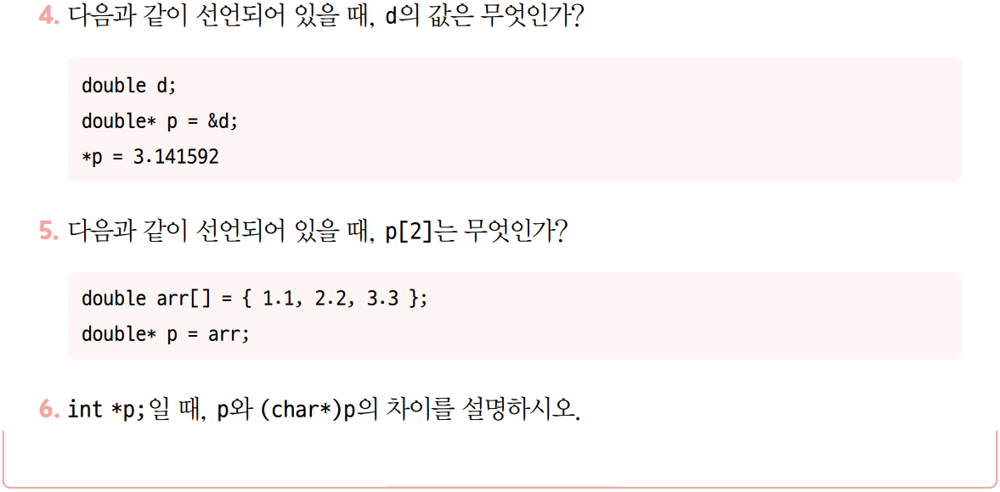 4. 다음과 같이 선언되어 있을 때, d의 값은 무엇인가?
double d;
double* p = &d;
*p = 3.141592
5. 다음과 같이 선언되어 있을 때, p[2]는 무엇인가?
double arr[] = { 1.1, 2.2, 3.3 };
double* p = arr;
6. int *p;일 때, p와 (char*)p의 차이를 설명하시오.